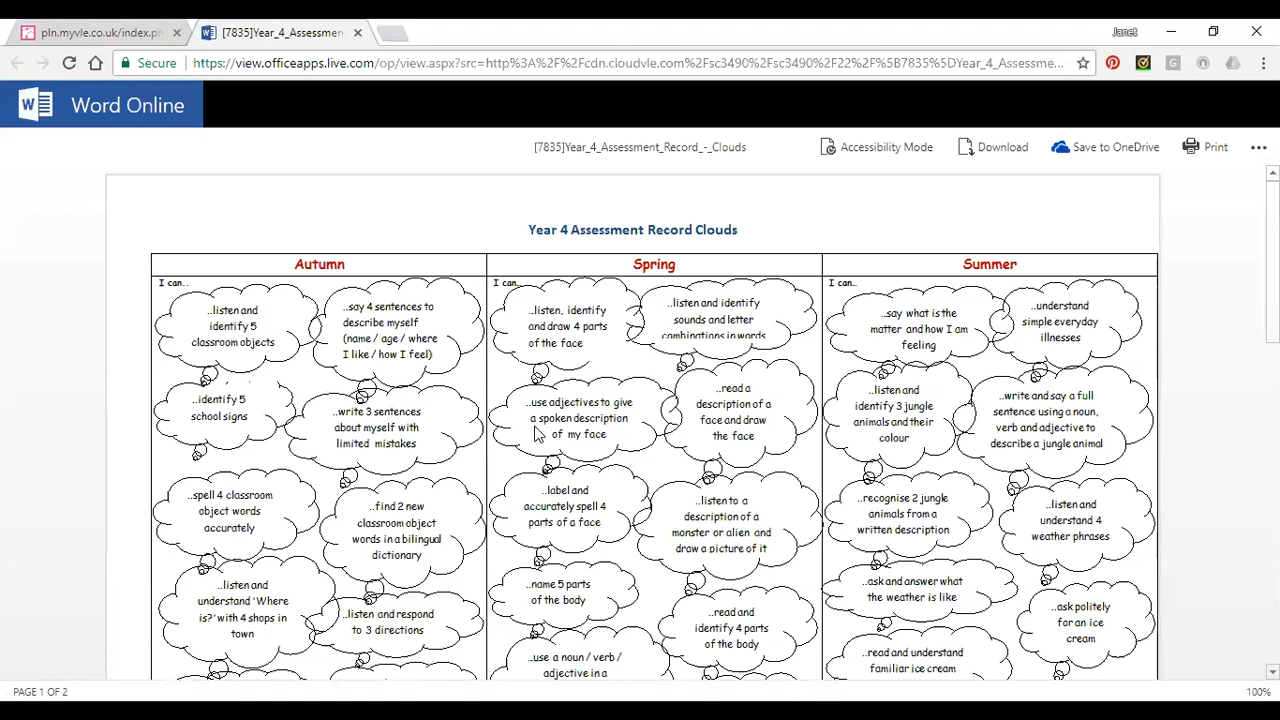 pln.myvle.co.uk/index.ph
[7835]Year_4_Assessmen
Janet
Secure
https://view.officeapps.live.com/op/view.aspx?src=http%3A%2F%2Fcdn.cloudvle.com%2Fsc3490%2Fsc3490%2F22%2F%5B7835%5DYear_4_Assessme...
Word Online
[7835]Year_4_Assessment_Record_-_Clouds
Accessibility Mode
Download
Save to OneDrive
Print
Year 4 Assessment Record Clouds
Autumn
I can..
..listen and
identify 5
classroom objects
..say 4 sentences to
describe myself
(name / age / where
I like / how I feel)
..identify 5
school signs
..write 3 sentences
about myself with
limited mistakes
..spell 4 classroom
object words
accurately
..find 2 new
classroom object
words in a bilingual
dictionary
..listen and
understand 'Where
is?' with 4 shops in
town
..listen and respond
to 3 directions
Spring
I can..
..listen, identify
and draw 4 parts
of the face
..listen and identify
sounds and letter
combinations in words
..use adjectives to give
a spoken description
of my face
..read a
description of a
face and draw
the face
..label and
accurately spell 4
parts of a face
..listen to a
description of a
monster or alien and
draw a picture of it
..name 5 parts
of the body
..read and
identify 4 parts
of the body
..use a noun / verb /
adjective in a
Summer
I can..
..say what is the
matter and how I am
feeling
..understand
simple everyday
illnesses
..listen and
identify 3 jungle
animals and their
colour
..write and say a full
sentence using a noun,
verb and adjective to
describe a jungle animal
..recognise 2 jungle
animals from a
written description
..listen and
understand 4
weather phrases
..ask and answer what
the weather is like
..ask politely
for an ice
cream
..read and understand
familiar ice cream
PAGE 1 OF 2
100%